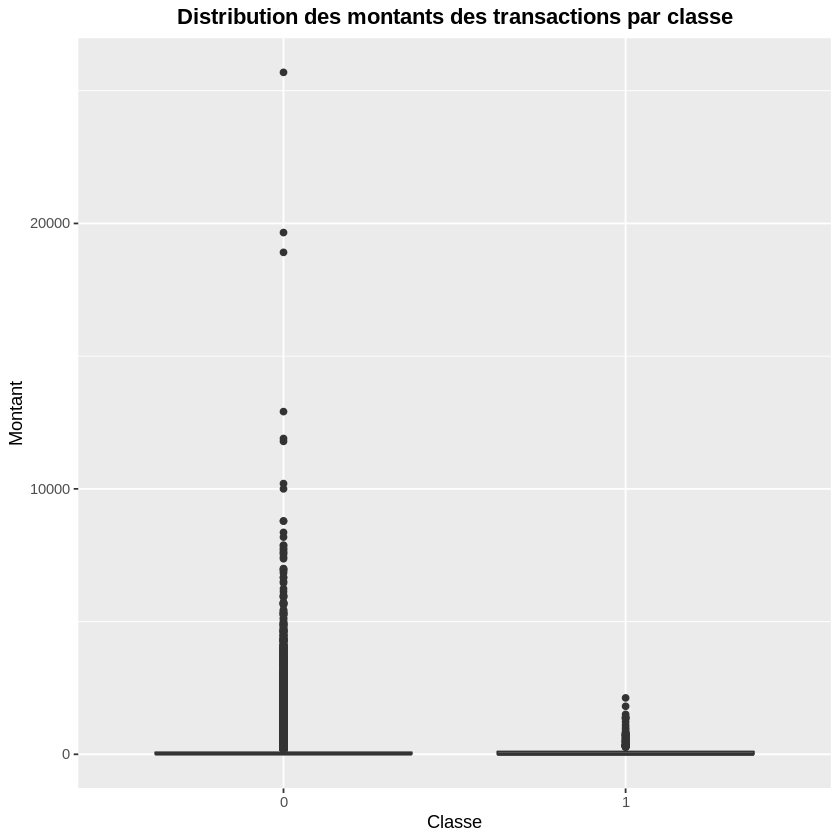 Distribution des montants des transactions par classe
20000
10000
0
Montant
0 1
Classe